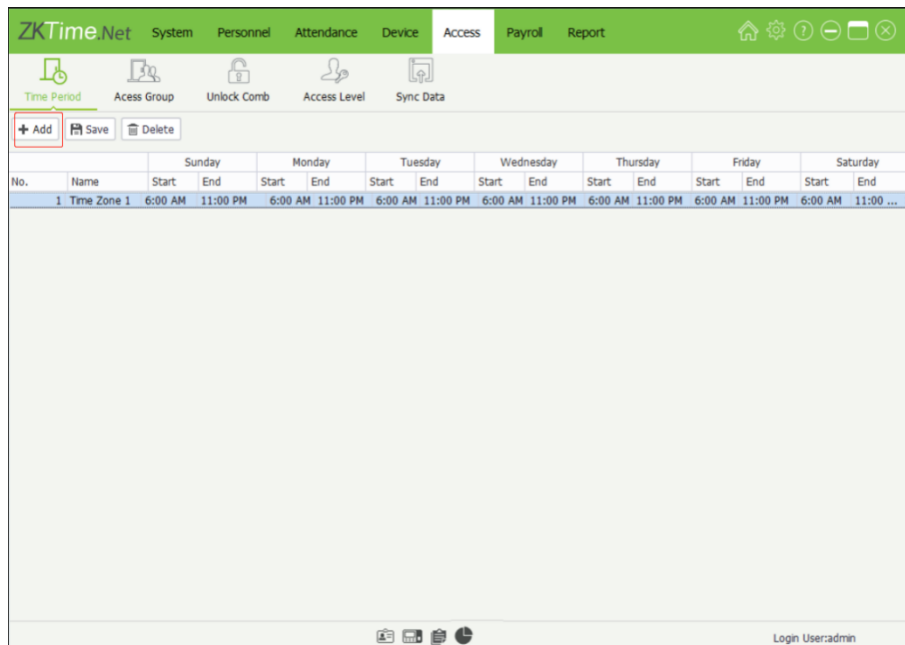 ZKTime.Net System Personnel Attendance Device Access Payroll Report
Time Period Acess Group Unlock Comb Access Level Sync Data
+ Add Save Delete
Sunday Monday Tuesday Wednesday Thursday Friday Saturday
No. Name Start End Start End Start End Start End Start End Start End Start End
1 Time Zone 1 6:00 AM 11:00 PM 6:00 AM 11:00 PM 6:00 AM 11:00 PM 6:00 AM 11:00 PM 6:00 AM 11:00 PM 6:00 AM 11:00 PM 6:00 AM 11:00 ...
Login User:admin